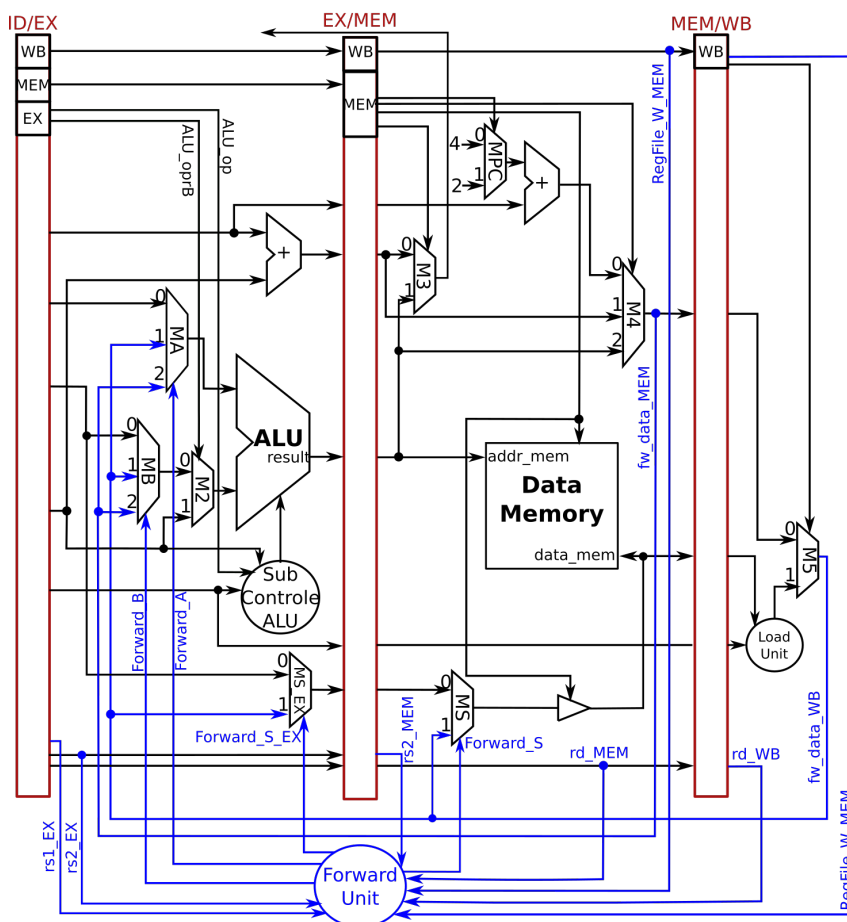 ID/EX
EX/MEM
MEM/WB
WB
WB
WB
MEM
MEM
EX
ALU_op
ALU_oprB
RegFile_W_MEM
4
0
MPC
1
2
+
+
0
M3
1
0
1
M4
2
0
MA
1
2
0
MB
1
2
0
M2
1
ALU
result
fw_data_MEM
addr_mem
Data
Memory
data_mem
0
M5
1
Sub
Controle
ALU
Load
Unit
Forward_B
Forward_A
0
MS_EX
1
Forward_S_EX
0
MS
1
rs2_MEM
Forward_S
rd_MEM
rd_WB
fw_data_WB
rs1_EX
rs2_EX
Forward
Unit
RegFile_W_MEM